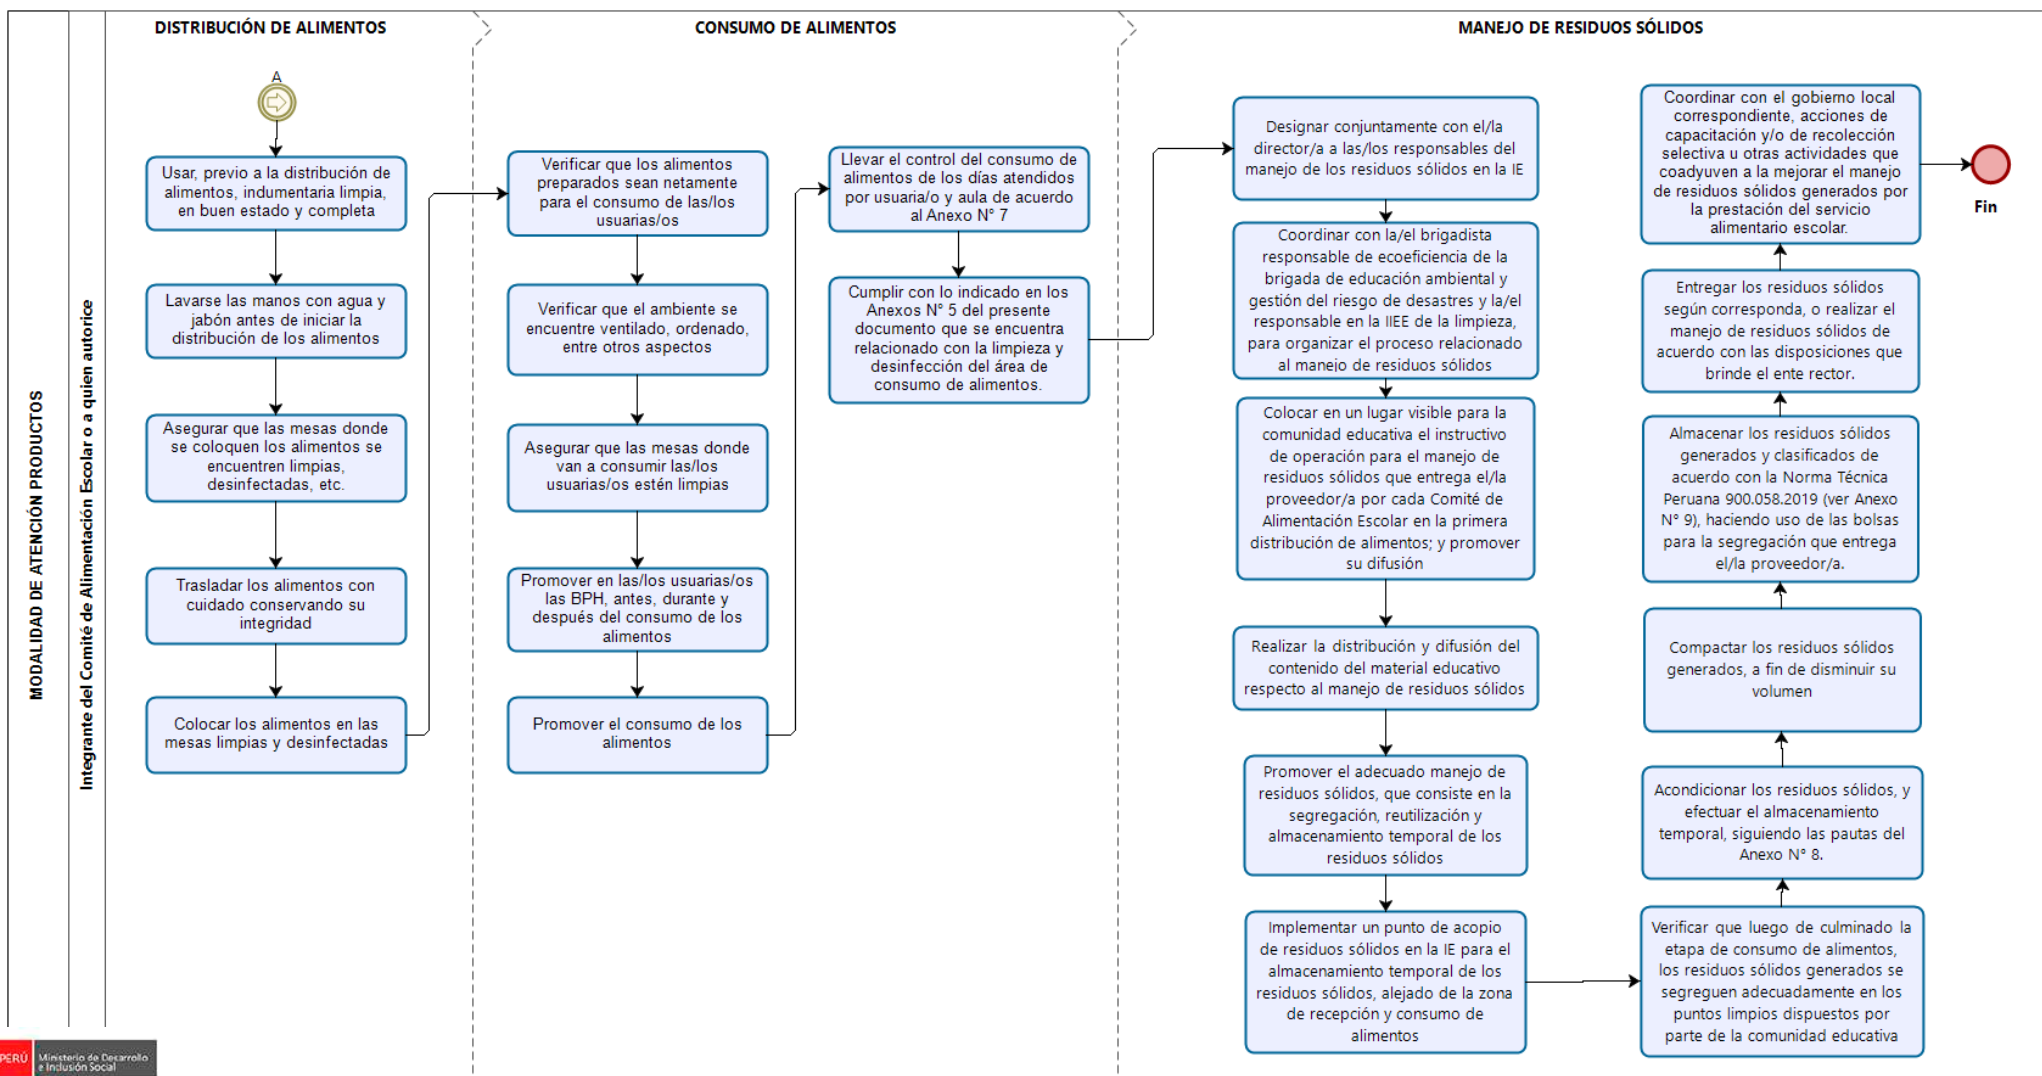 DISTRIBUCIÓN DE ALIMENTOS
CONSUMO DE ALIMENTOS
MANEJO DE RESIDUOS SÓLIDOS
MODALIDAD DE ATENCIÓN PRODUCTOS
Integrante del Comité de Alimentación Escolar o a quien autorice
A
Usar, previo a la distribución de
alimentos, indumentaria limpia,
en buen estado y completa
Lavarse las manos con agua y
jabón antes de iniciar la
distribución de los alimentos
Asegurar que las mesas donde
se coloquen los alimentos se
encuentren limpias,
desinfectadas, etc.
Trasladar los alimentos con
cuidado conservando su
integridad
Colocar los alimentos en las
mesas limpias y desinfectadas
Verificar que los alimentos
preparados sean netamente
para el consumo de las/los
usuarias/os
Verificar que el ambiente se
encuentre ventilado, ordenado,
entre otros aspectos
Asegurar que las mesas donde
van a consumir las/los
usuarias/os estén limpias
Promover en las/los usuarias/os
las BPH, antes, durante y
después del consumo de los
alimentos
Promover el consumo de los
alimentos
Llevar el control del consumo de
alimentos de los días atendidos
por usuaria/o y aula de acuerdo
al Anexo N° 7
Cumplir con lo indicado en los
Anexos N° 5 del presente
documento que se encuentra
relacionado con la limpieza y
desinfección del área de
consumo de alimentos.
Designar conjuntamente con el/la
director/a a las/los responsables del
manejo de los residuos sólidos en la IE
Coordinar con la/el brigadista
responsable de ecoeficiencia de la
brigada de educación ambiental y
gestión del riesgo de desastres y la/el
responsable en la IIEE de la limpieza,
para organizar el proceso relacionado
al manejo de residuos sólidos
Colocar en un lugar visible para la
comunidad educativa el instructivo
de operación para el manejo de
residuos sólidos que entrega el/la
proveedor/a por cada Comité de
Alimentación Escolar en la primera
distribución de alimentos; y promover
su difusión
Realizar la distribución y difusión del
contenido del material educativo
respecto al manejo de residuos sólidos
Promover el adecuado manejo de
residuos sólidos, que consiste en la
segregación, reutilización y
almacenamiento temporal de los
residuos sólidos
Implementar un punto de acopio
de residuos sólidos en la IE para el
almacenamiento temporal de los
residuos sólidos, alejado de la zona
de recepción y consumo de
alimentos
Verificar que luego de culminado la
etapa de consumo de alimentos,
los residuos sólidos generados se
segreguen adecuadamente en los
puntos limpios dispuestos por
parte de la comunidad educativa
Acondicionar los residuos sólidos, y
efectuar el almacenamiento
temporal, siguiendo las pautas del
Anexo N° 8.
Compactar los residuos sólidos
generados, a fin de disminuir su
volumen
Almacenar los residuos sólidos
generados y clasificados de
acuerdo con la Norma Técnica
Peruana 900.058.2019 (ver Anexo
N° 9), haciendo uso de las bolsas
para la segregación que entrega
el/la proveedor/a.
Entregar los residuos sólidos
según corresponda, o realizar el
manejo de residuos sólidos de
acuerdo con las disposiciones que
brinde el ente rector.
Coordinar con el gobierno local
correspondiente, acciones de
capacitación y/o de recolección
selectiva u otras actividades que
coadyuven a la mejorar el manejo
de residuos sólidos generados por
la prestación del servicio
alimentario escolar.
Fin
PERÚ
Ministerio de Desarrollo
e Inclusión Social